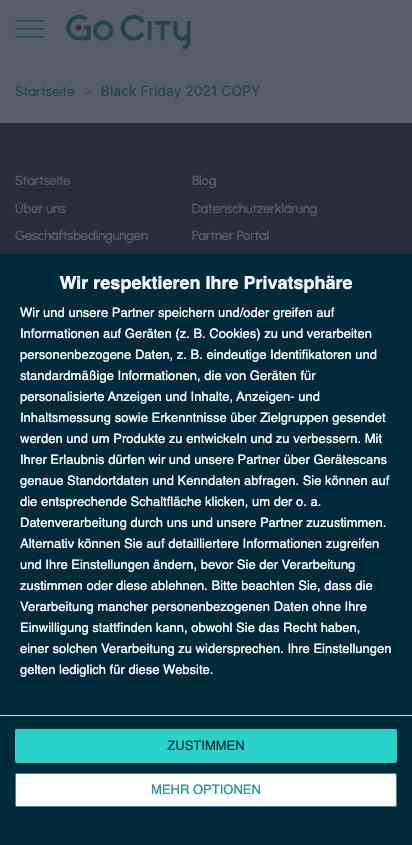 Go City
Startseite > Black Friday 2021 COPY
Startseite
Blog
Über uns
Datenschutzerklärung
Geschäftsbedingungen
Partner Portal
Wir respektieren Ihre Privatsphäre
Wir und unsere Partner speichern und/oder greifen auf
Informationen auf Geräten (z. B. Cookies) zu und verarbeiten
personenbezogene Daten, z. B. eindeutige Identifikatoren und
standardmäßige Informationen, die von Geräten für
personalisierte Anzeigen und Inhalte, Anzeigen- und
Inhaltsmessung sowie Erkenntnisse über Zielgruppen gesendet
werden und um Produkte zu entwickeln und zu verbessern. Mit
Ihrer Erlaubnis dürfen wir und unsere Partner über Gerätescans
genaue Standortdaten und Kenndaten abfragen. Sie können auf
die entsprechende Schaltfläche klicken, um der o. a.
Datenverarbeitung durch uns und unsere Partner zuzustimmen.
Alternativ können Sie auf detailliertere Informationen zugreifen
und Ihre Einstellungen ändern, bevor Sie der Verarbeitung
zustimmen oder diese ablehnen. Bitte beachten Sie, dass die
Verarbeitung mancher personenbezogenen Daten ohne Ihre
Einwilligung stattfinden kann, obwohl Sie das Recht haben,
einer solchen Verarbeitung zu widersprechen. Ihre Einstellungen
gelten lediglich für diese Website.
ZUSTIMMEN
MEHR OPTIONEN